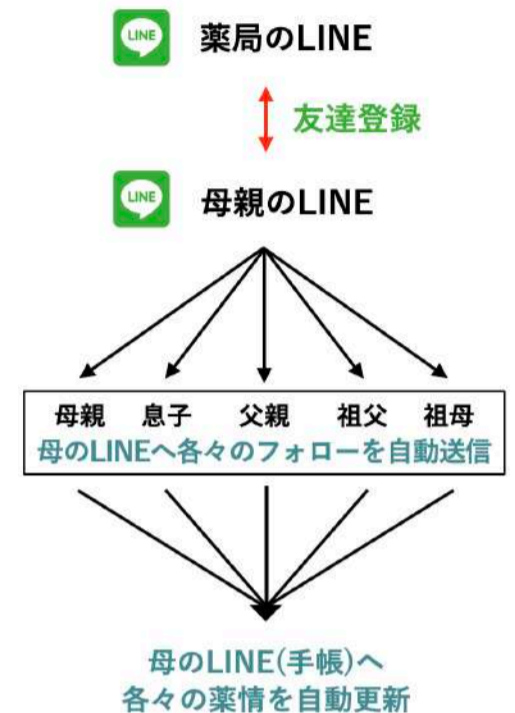 LINE 薬局のLINE
友達登録
LINE 母親のLINE
母親 息子 父親 祖父 祖母
母のLINEへ各々のフォローを自動送信
母のLINE(手帳)へ
各々の薬情を自動更新